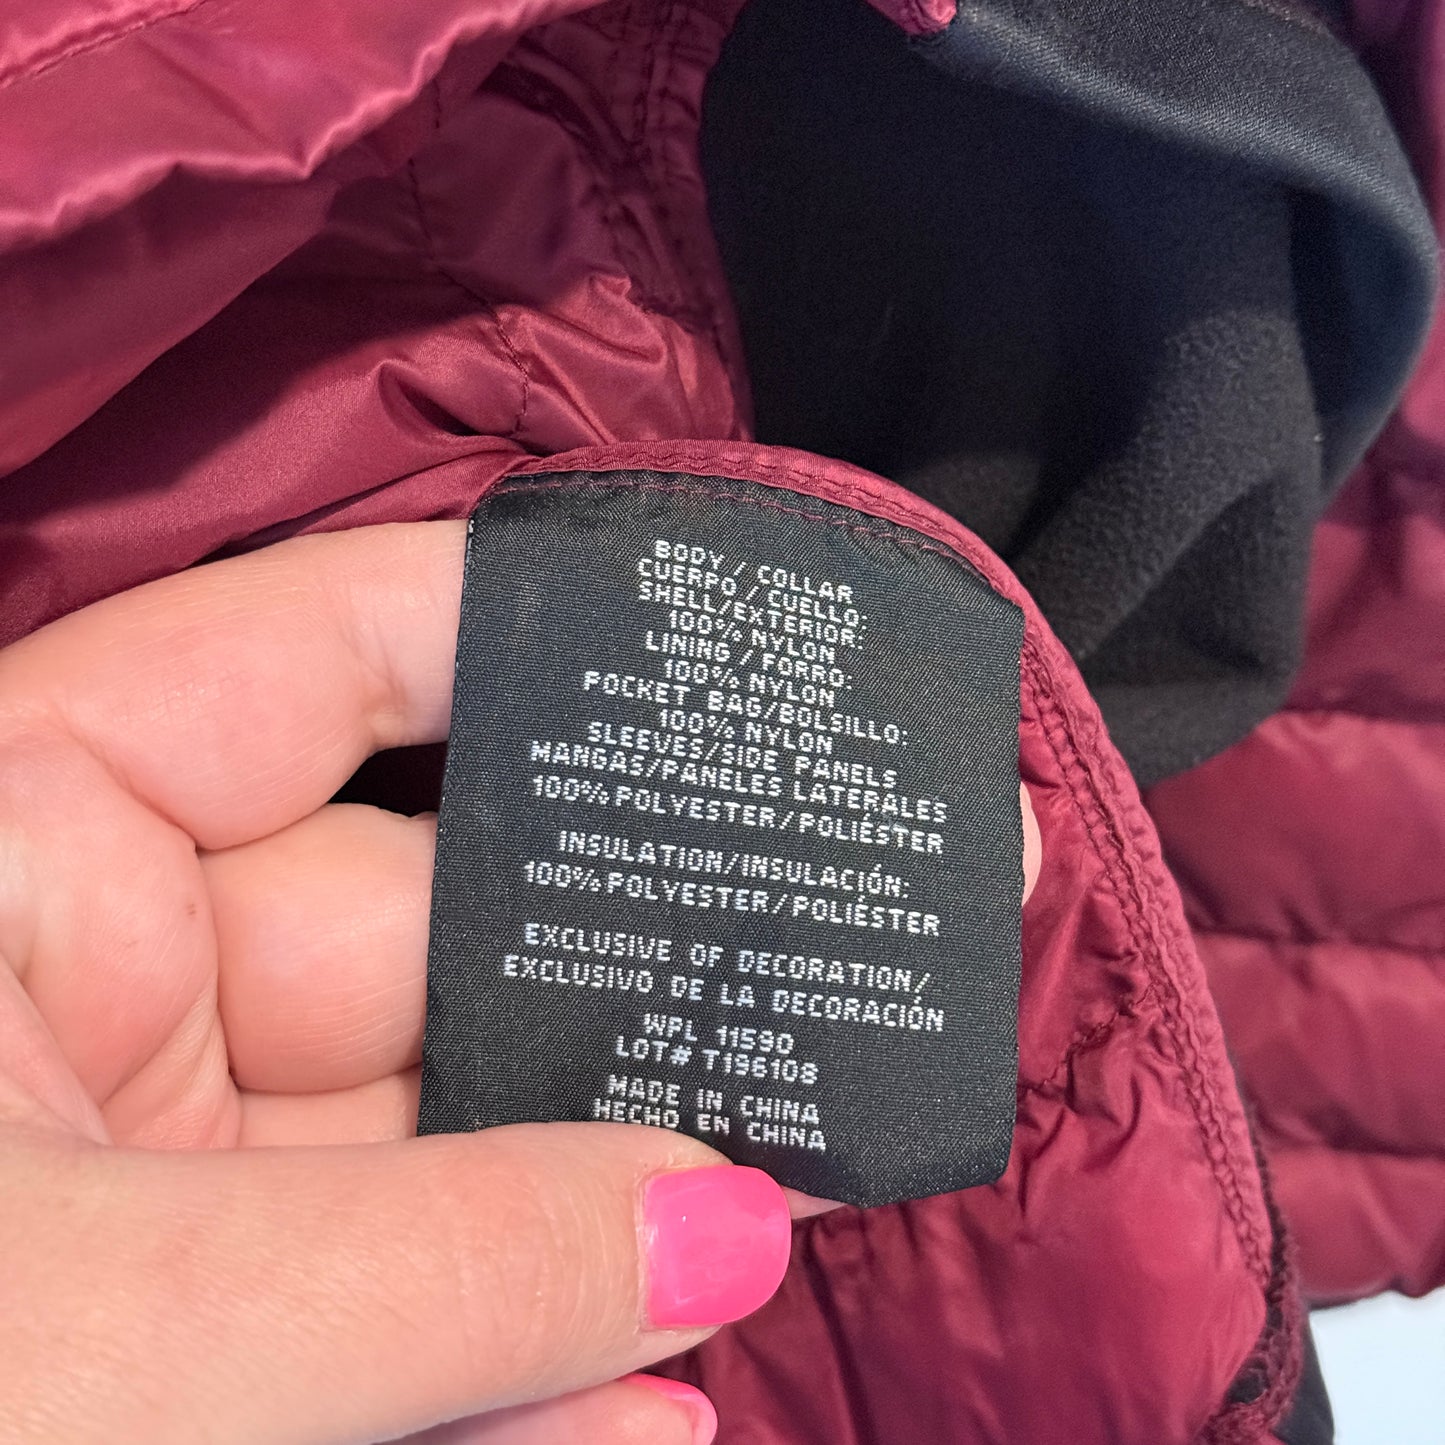 BODY / COLLAR
CUERPO / CUELLO:
SHELL/EXTERIOR:
100% NYLON
LINING / FORRO:
100% NYLON
POCKET BAG/BOLSILLO:
100% NYLON
SLEEVES/SIDE PANELS
MANGAS/PANELES LATERALES
100% POLYESTER/POLIÉSTER
INSULATION/INSULACIÓN:
100% POLYESTER/POLIÉSTER
EXCLUSIVE OF DECORATION/
EXCLUSIVO DE LA DECORACIÓN
WPL 11590
LOT# T196108
MADE IN CHINA
HECHO EN CHINA